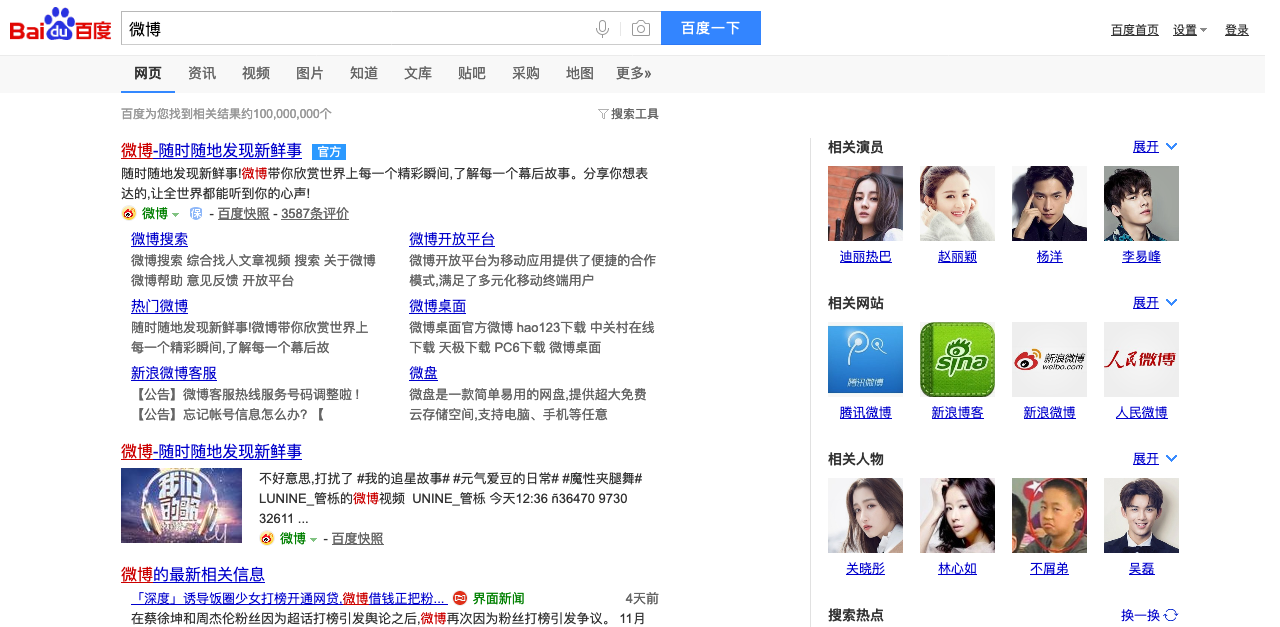 Bai du 百度
微博
百度一下
百度首页 设置 登录
网页 资讯 视频 图片 知道 文库 贴吧 采购 地图 更多»
百度为您找到相关结果约100,000,000个
搜索工具
微博-随时随地发现新鲜事 官方
随时随地发现新鲜事!微博带你欣赏世界上每一个精彩瞬间,了解每一个幕后故事。分享你想表
达的,让全世界都能听到你的心声!
微博 保 - 百度快照 - 3587条评价
微博搜索
微博搜索 综合找人文章视频 搜索 关于微博
微博帮助 意见反馈 开放平台
微博开放平台
微博开放平台为移动应用提供了便捷的合作
模式,满足了多元化移动终端用户
热门微博
随时随地发现新鲜事!微博带你欣赏世界上
每一个精彩瞬间,了解每一个幕后故
微博桌面
微博桌面官方微博 hao123下载 中关村在线
下载 天极下载 PC6下载 微博桌面
新浪微博客服
【公告】微博客服热线服务号码调整啦！
【公告】忘记帐号信息怎么办? 【
微盘
微盘是一款简单易用的网盘,提供超大免费
云存储空间,支持电脑、手机等任意
微博-随时随地发现新鲜事
我们的歌
不好意思,打扰了 #我的追星故事# #元气爱豆的日常# #魔性夹腿舞#
LUNINE_管栎的微博视频 UNINE_管栎 今天12:36 ñ36470 9730
32611 ...
微博 - 百度快照
微博的最新相关信息
「深度」诱导饭圈少女打榜开通网贷,微博借钱正把粉... 界面新闻 4天前
在蔡徐坤和周杰伦粉丝因为超话打榜引发舆论之后,微博再次因为粉丝打榜引发争议。 11月
相关演员 展开
迪丽热巴 赵丽颖 杨洋 李易峰
相关网站 展开
腾讯微博
sina
新浪微博
weibo.com
人民微博
腾讯微博 新浪博客 新浪微博 人民微博
相关人物 展开
关晓彤 林心如 不屑弟 吴磊
搜索热点 换一换